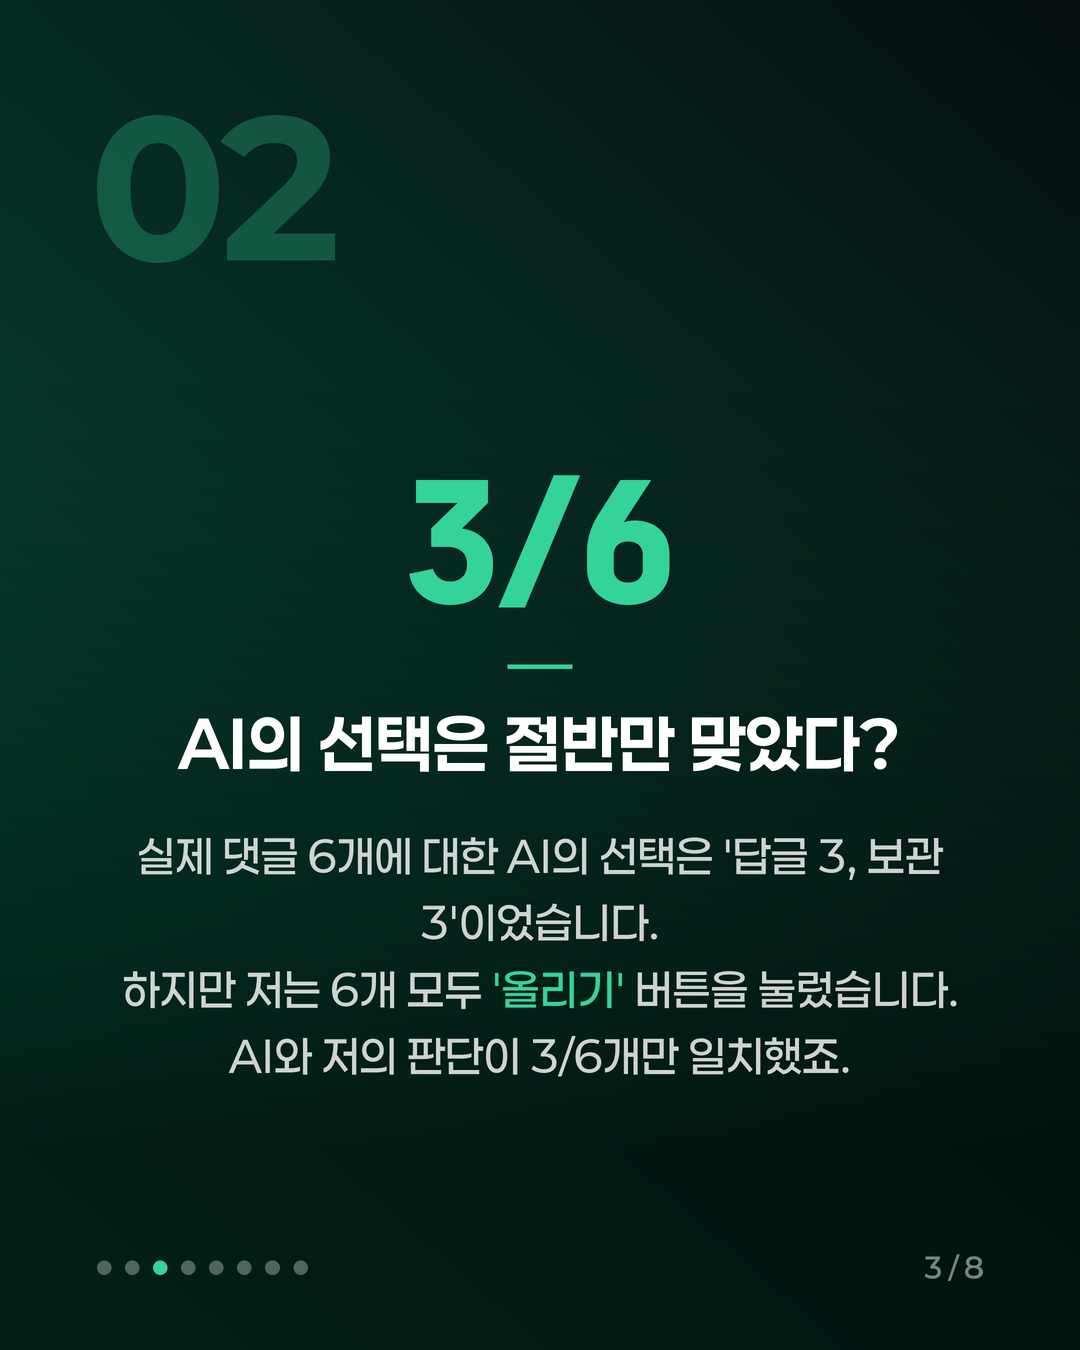 02
3/6
AI의 선택은 절반만 맞았다?
실제 댓글 6개에 대한 AI의 선택은 '답글 3, 보관
3'이었습니다.
하지만 저는 6개 모두 '올리기' 버튼을 눌렀습니다.
AI와 저의 판단이 3/6개만 일치했죠.
3/8